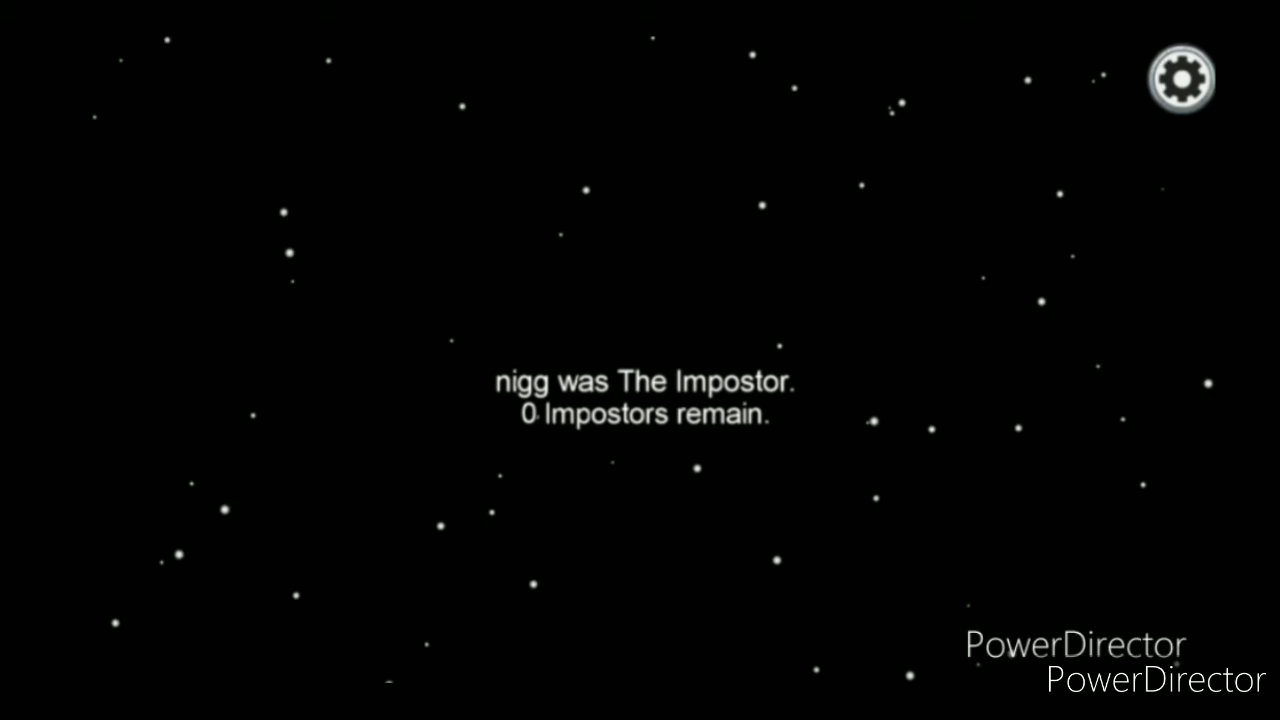 nigg was The Impostor.
0 Impostors remain.
PowerDirector
PowerDirector